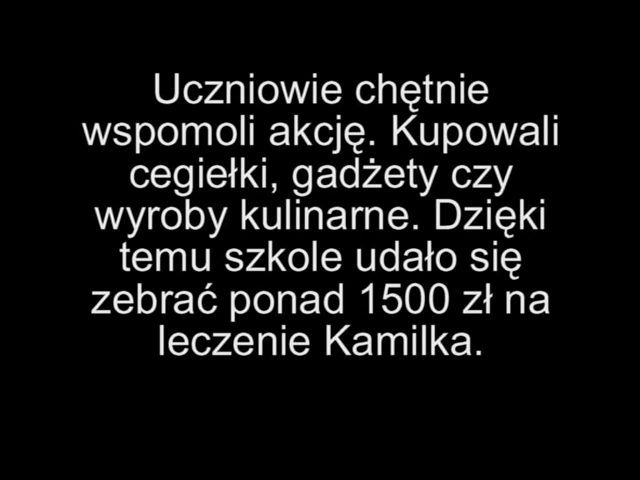 Uczniowie chętnie
wspomoli akcję. Kupowali
cegiełki, gadżety czy
wyroby kulinarne. Dzięki
temu szkole udało się
zebrać ponad 1500 zł na
leczenie Kamilka.